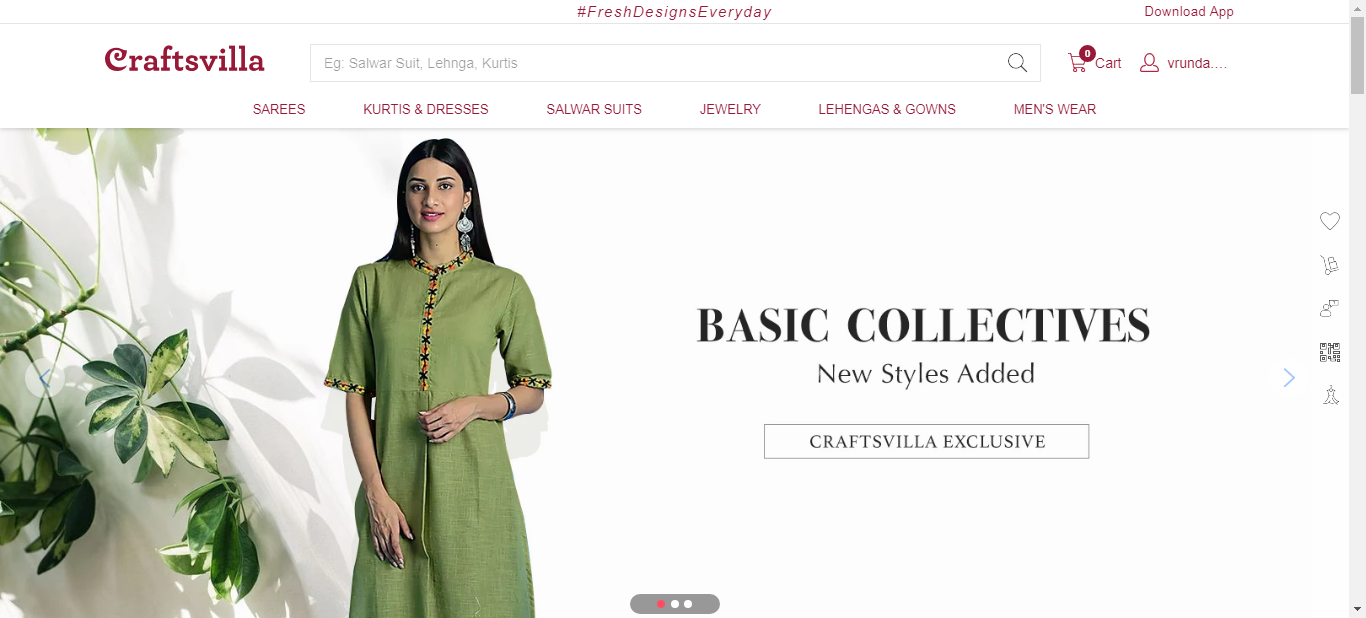 #FreshDesignsEveryday
Download App
Craftsvilla
Eg: Salwar Suit, Lehnga, Kurtis
0
Cart
vrunda....
SAREES
KURTIS & DRESSES
SALWAR SUITS
JEWELRY
LEHENGAS & GOWNS
MEN'S WEAR
BASIC COLLECTIVES
New Styles Added
CRAFTSVILLA EXCLUSIVE